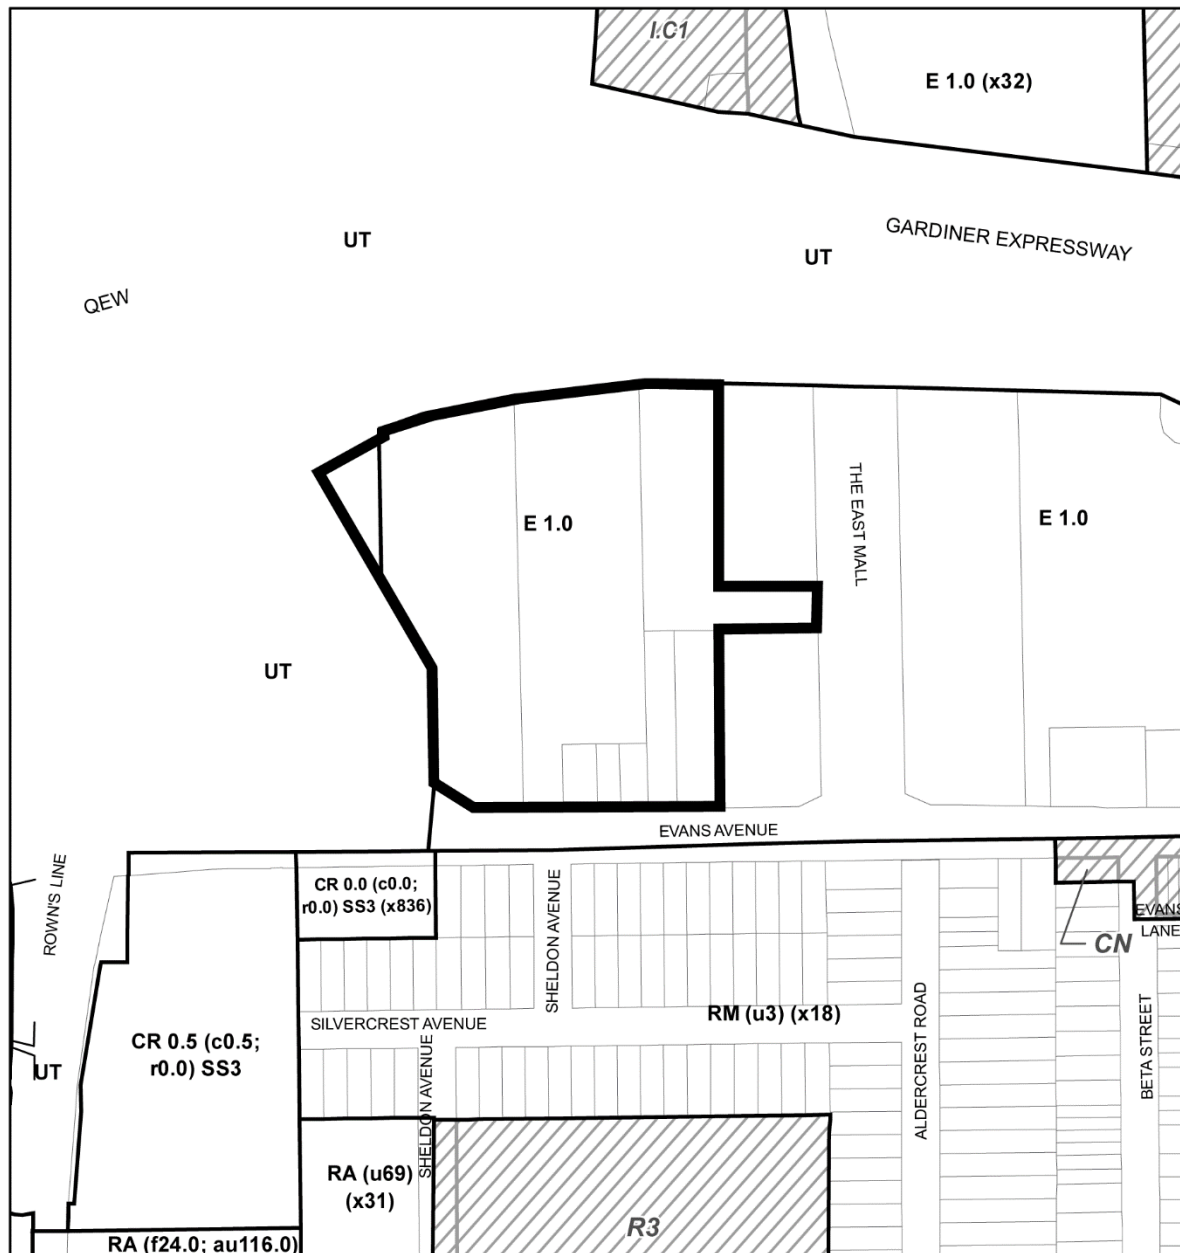 I.C1
E 1.0 (x32)
GARDINER EXPRESSWAY
UT
UT
QEW
THE EAST MALL
E 1.0
E 1.0
UT
EVANS AVENUE
ROWN'S LINE
CR 0.0 (c0.0;
r0.0) SS3 (x836)
SHELDON AVENUE
EVANS
LANE
CN
SILVERCREST AVENUE
RM (u3) (x18)
ALDERCREST ROAD
BETA STREET
CR 0.5 (c0.5;
r0.0) SS3
UT
SHELDON AVENUE
RA (u69)
(x31)
R3
RA (f24.0; au116.0)